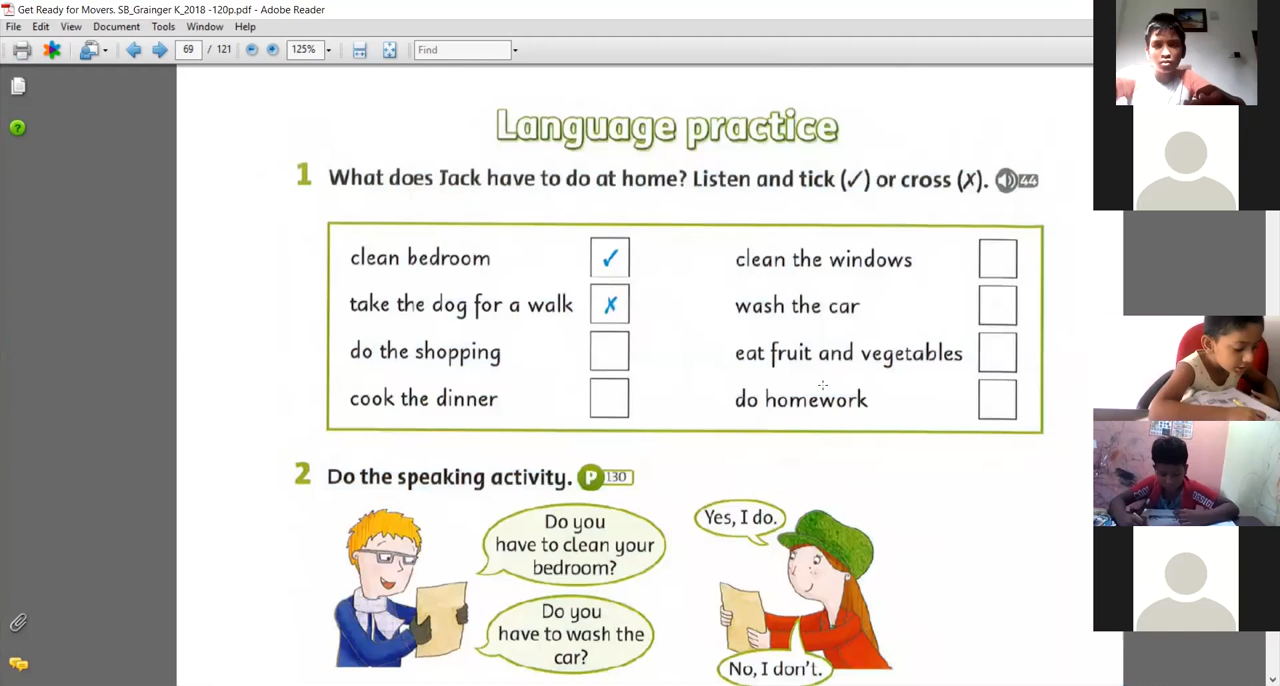 Get Ready for Movers. SB_Grainger K_2018 -120p.pdf - Adobe Reader
File Edit View Document Tools Window Help
69 / 121 125% Find
Language practice
1 What does Jack have to do at home? Listen and tick (✓) or cross (✗). 44
clean bedroom ✓
take the dog for a walk ✗
do the shopping
cook the dinner
clean the windows
wash the car
eat fruit and vegetables
do homework
2 Do the speaking activity. P 130
Do you
have to clean your
bedroom?
Yes, I do.
Do you
have to wash the
car?
No, I don't.